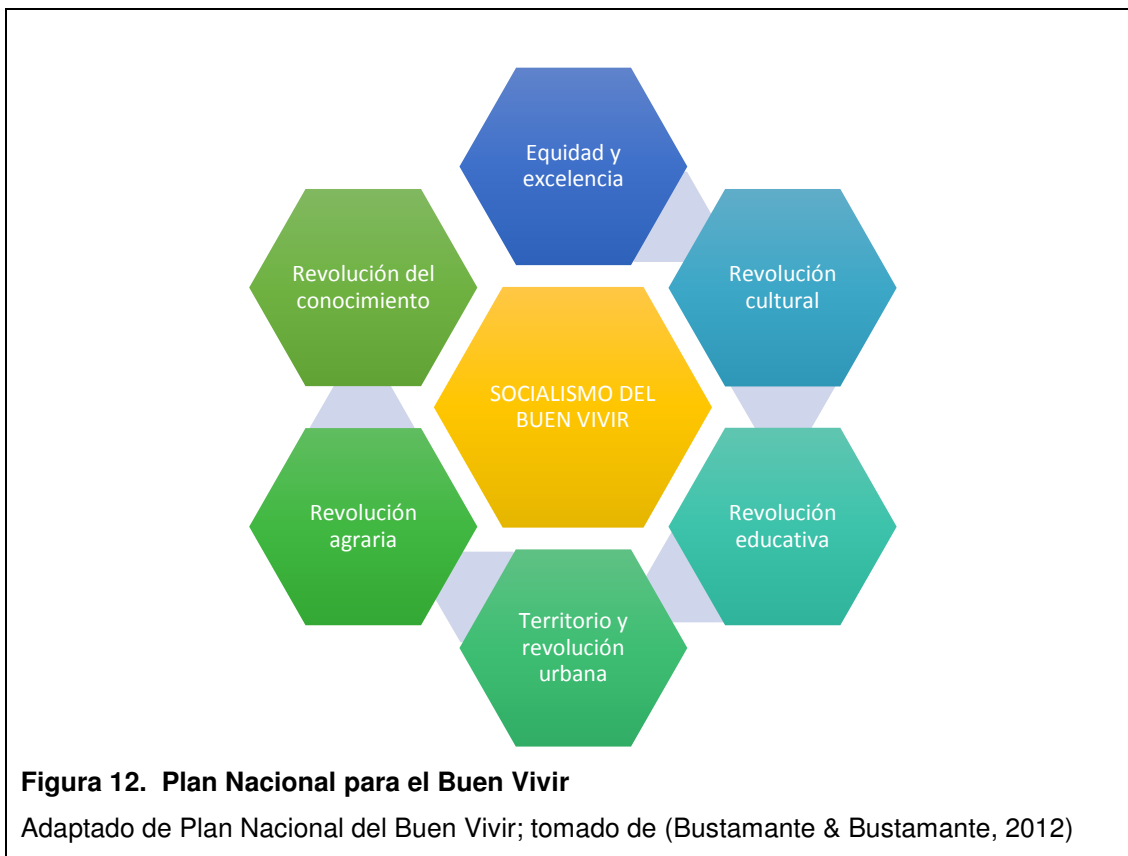 Equidad y
excelencia
Revolución
cultural
Revolución
educativa
Territorio y
revolución
urbana
Revolución
agraria
Revolución del
conocimiento
SOCIALISMO DEL
BUEN VIVIR
Figura 12. Plan Nacional para el Buen Vivir
Adaptado de Plan Nacional del Buen Vivir; tomado de (Bustamante & Bustamante, 2012)